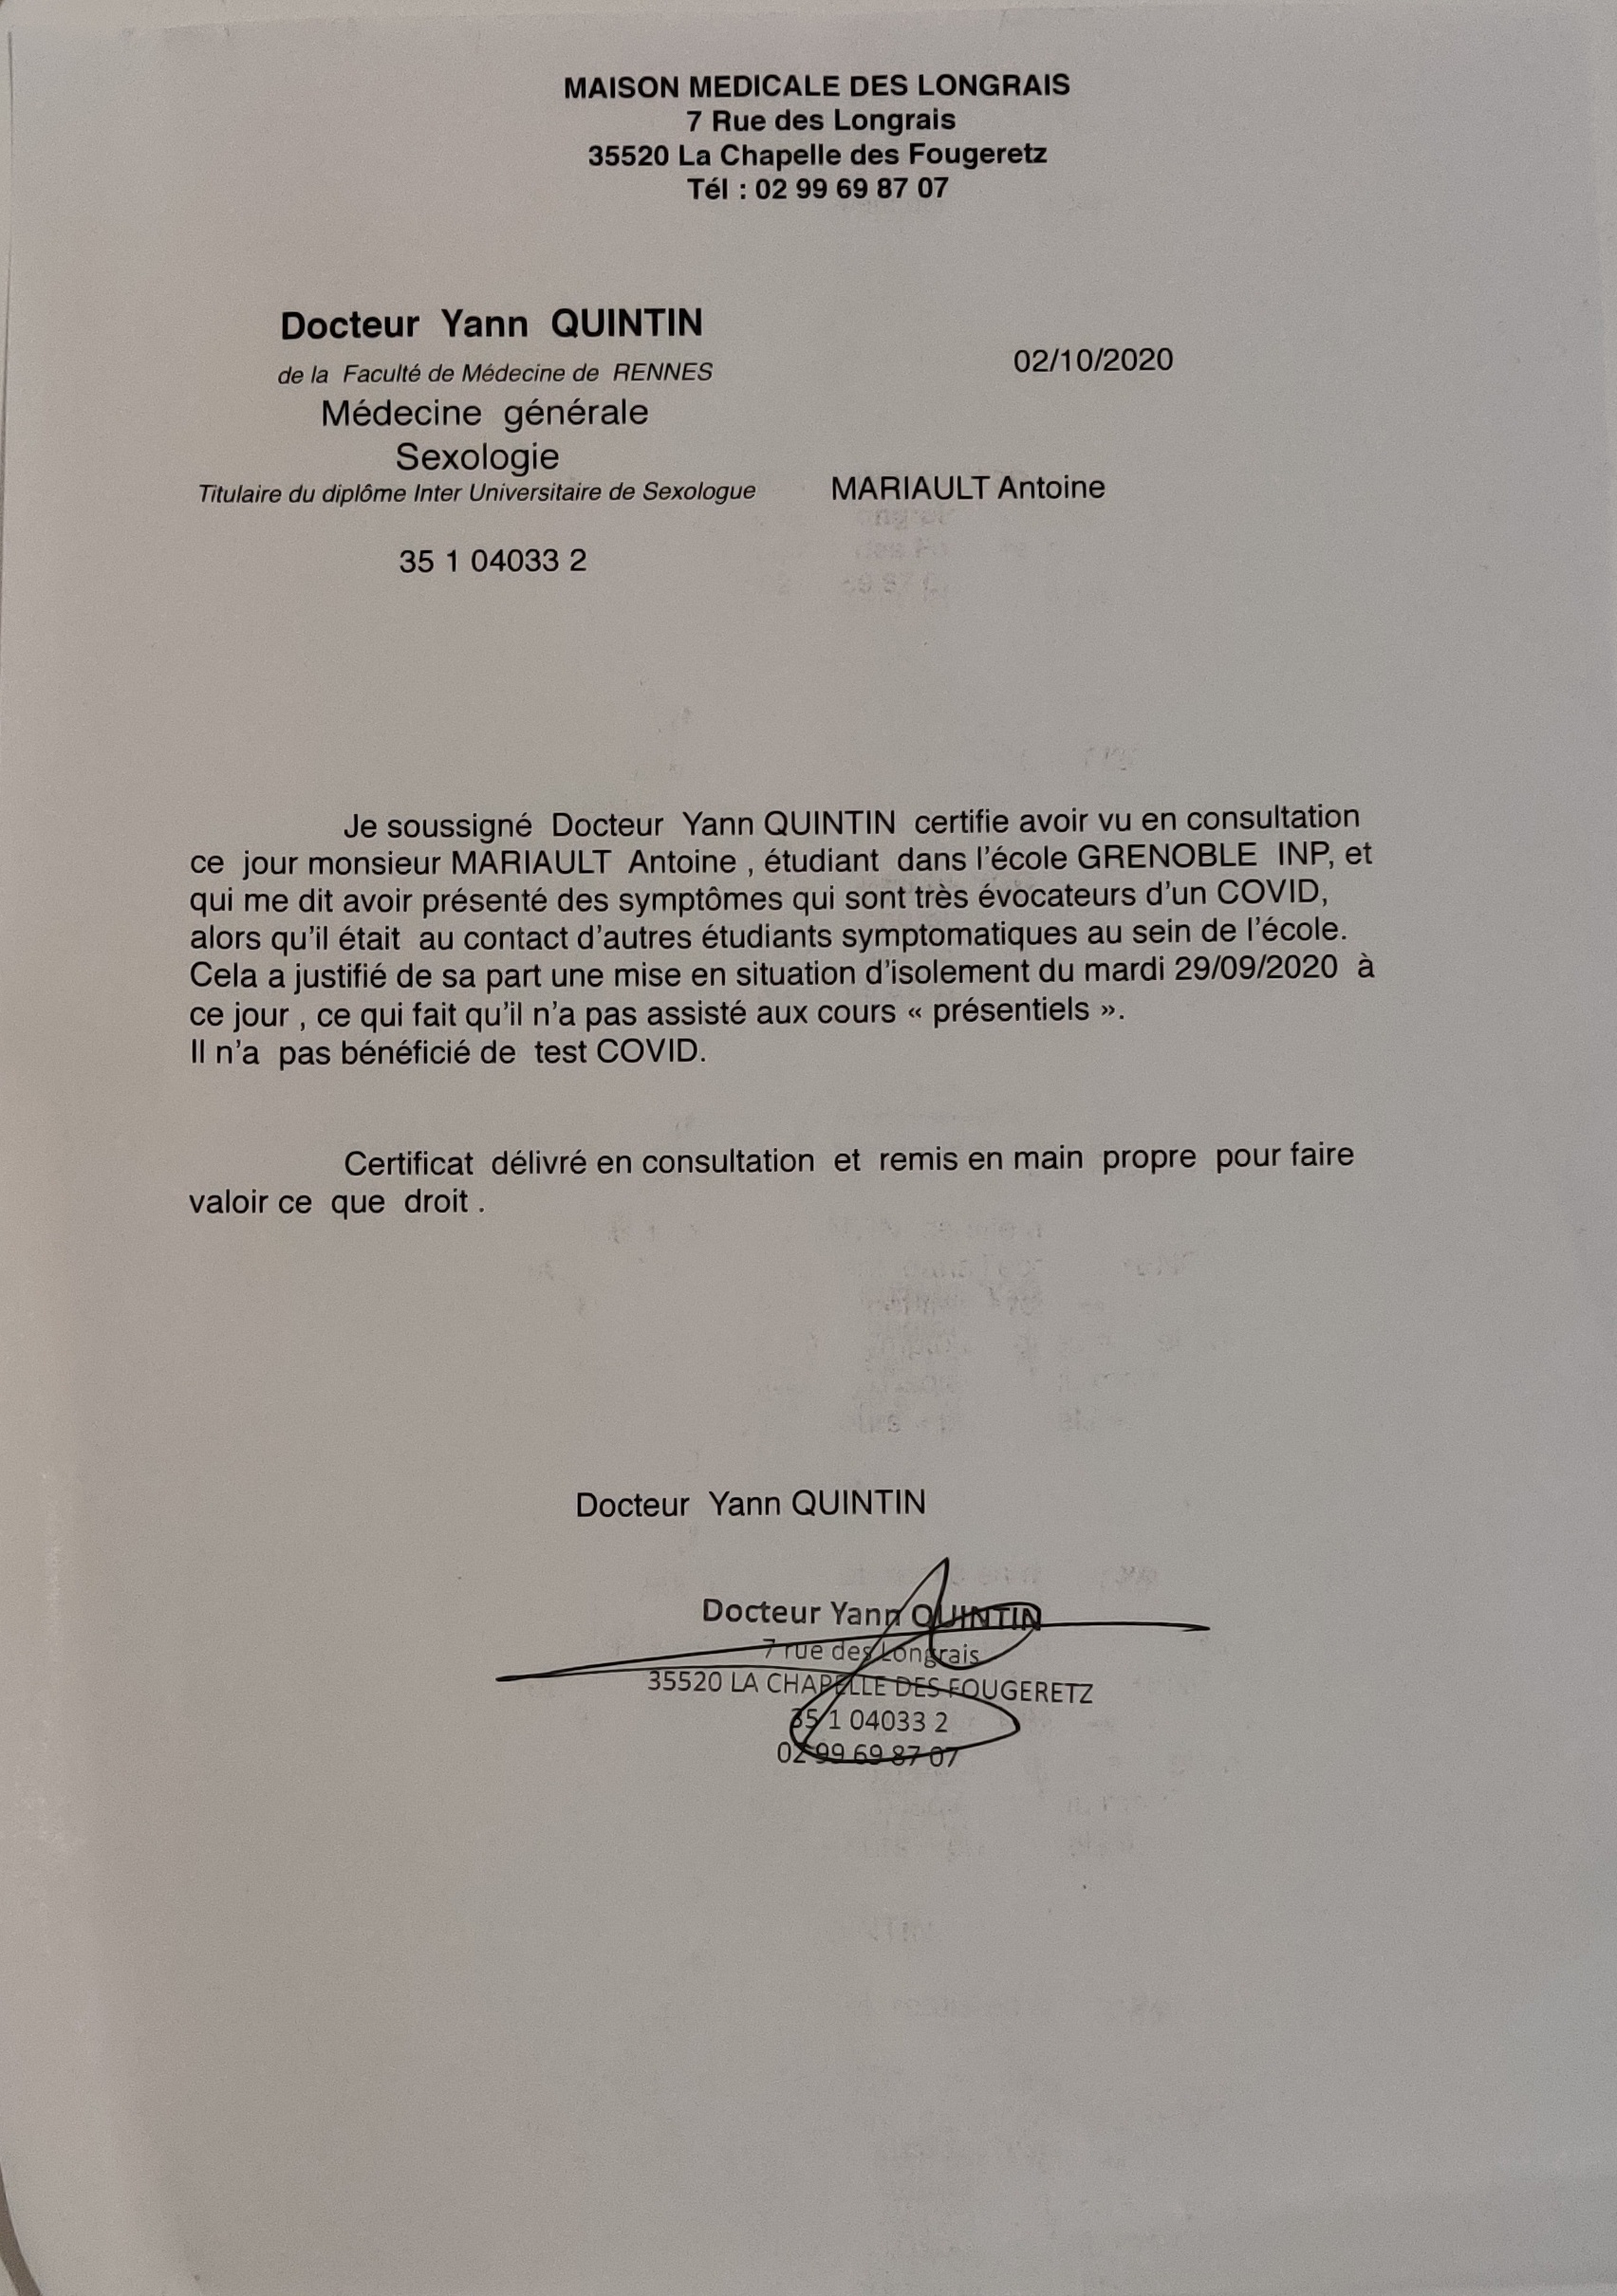 MAISON MEDICALE DES LONGRAIS
7 Rue des Longrais
35520 La Chapelle des Fougeretz
Tél : 02 99 69 87 07
Docteur Yann QUINTIN
de la Faculté de Médecine de RENNES
Médecine générale
Sexologie
Titulaire du diplôme Inter Universitaire de Sexologue
35 1 04033 2
02/10/2020
MARIAULT Antoine
Je soussigné Docteur Yann QUINTIN certifie avoir vu en consultation
ce jour monsieur MARIAULT Antoine , étudiant dans l'école GRENOBLE INP, et
qui me dit avoir présenté des symptômes qui sont très évocateurs d'un COVID,
alors qu'il était au contact d'autres étudiants symptomatiques au sein de l'école.
Cela a justifié de sa part une mise en situation d'isolement du mardi 29/09/2020 à
ce jour , ce qui fait qu'il n'a pas assisté aux cours « présentiels ».
Il n'a pas bénéficié de test COVID.
Certificat délivré en consultation et remis en main propre pour faire
valoir ce que droit .
Docteur Yann QUINTIN
Docteur Yann QUINTIN
7 rue des Longrais
35520 LA CHAPELLE DES FOUGERETZ
35 1 04033 2
02 99 69 87 07